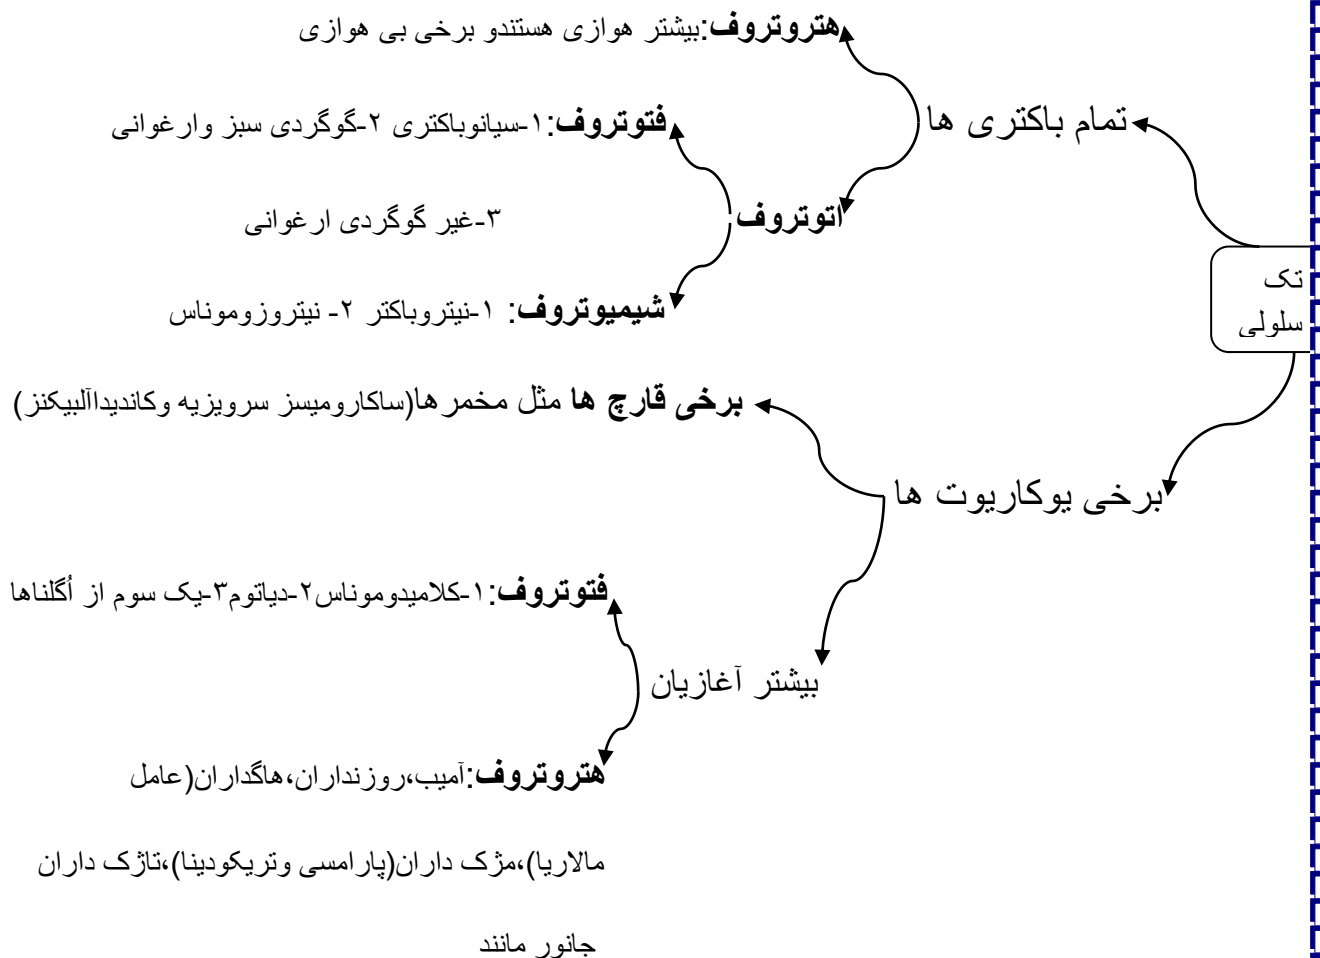 هتروتروف:بیشتر هوازی هستندو برخی بی هوازی
تمام باکتری ها
فتوتروف:۱-سیانوباکتری ۲-گوگردی سبز وارغوانی
اتوتروف
۳-غیر گوگردی ارغوانی
تک
سلولی
شیمیوتروف: ۱-نیتروباکتر ۲- نیتروزوموناس
برخی قارچ ها مثل مخمرها(ساکارومیسز سرویزیه وکاندیداآلبیکنز)
برخی یوکاریوت ها
فتوتروف:۱-کلامیدوموناس۲-دیاتوم۳-یک سوم از اُگلناها
بیشتر آغازیان
هتروتروف:آمیب،روزنداران،هاگداران(عامل
مالاریا)،مژک داران(پارامسی وتریکودینا)،تاژک داران
جانور مانند